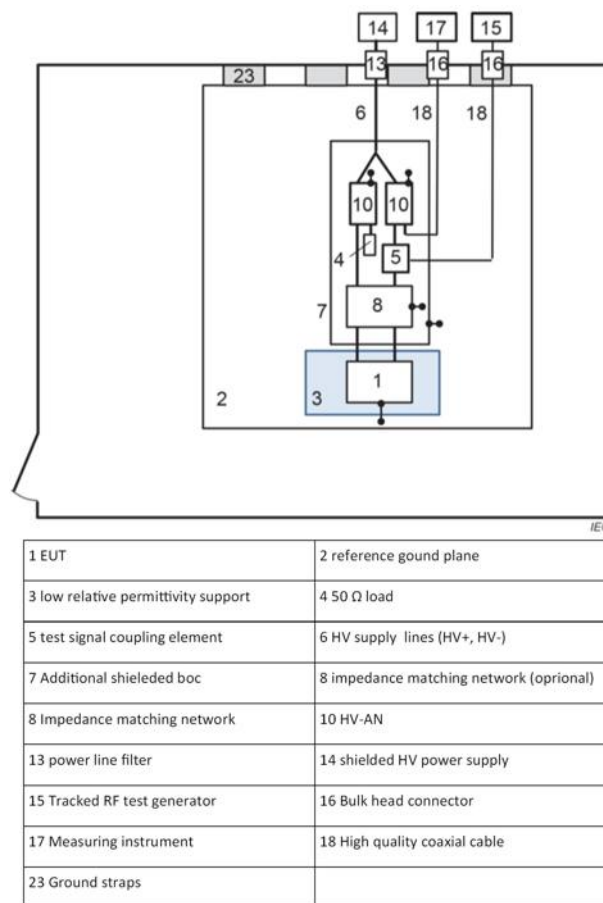 14 17 15
13 16 16
23
6 18 18
10 10
4 5
7 8
1
2 3
IE
1 EUT 2 reference gound plane
3 low relative permittivity support 4 50 Ω load
5 test signal coupling element 6 HV supply lines (HV+, HV-)
7 Additional shieleded boc 8 impedance matching network (oprional)
8 Impedance matching network 10 HV-AN
13 power line filter 14 shielded HV power supply
15 Tracked RF test generator 16 Bulk head connector
17 Measuring instrument 18 High quality coaxial cable
23 Ground straps